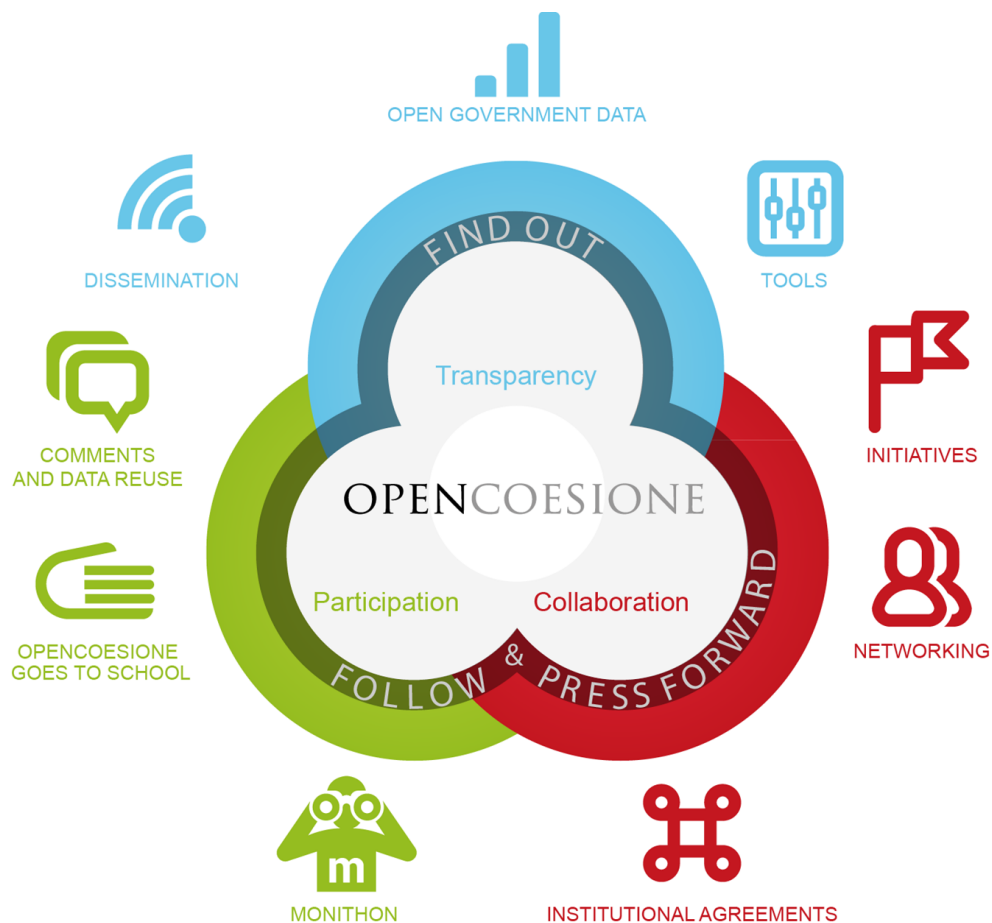 OPEN GOVERNMENT DATA
DISSEMINATION
TOOLS
FIND OUT
Transparency
COMMENTS
AND DATA REUSE
INITIATIVES
OPENCOESIONE
Participation
Collaboration
OPENCOESIONE
GOES TO SCHOOL
NETWORKING
FOLLOW & PRESS FORWARD
m
MONITHON
INSTITUTIONAL AGREEMENTS